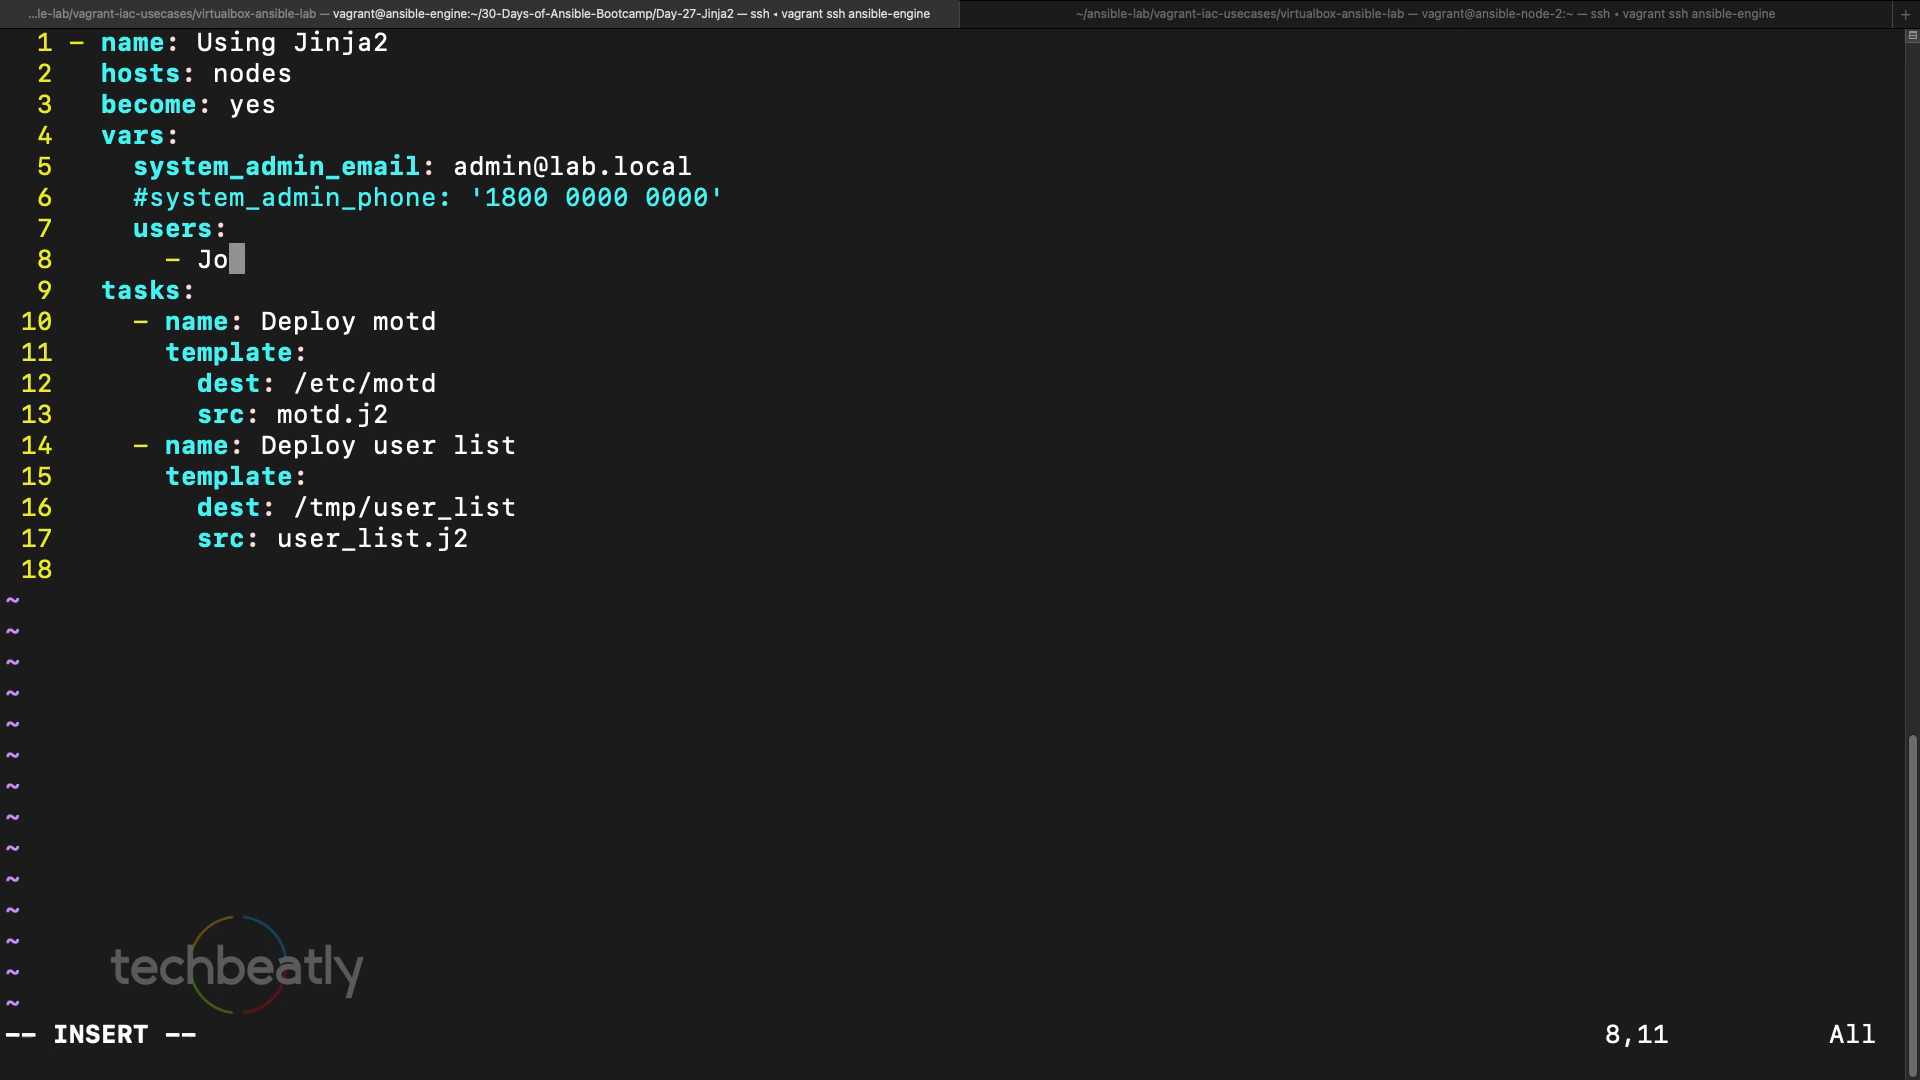 ...le-lab/vagrant-iac-usecases/virtualbox-ansible-lab — vagrant@ansible-engine:~/30-Days-of-Ansible-Bootcamp/Day-27-Jinja2 — ssh ◂ vagrant ssh ansible-engine
~/ansible-lab/vagrant-iac-usecases/virtualbox-ansible-lab — vagrant@ansible-node-2:~ — ssh ◂ vagrant ssh ansible-engine
1 - name: Using Jinja2
2   hosts: nodes
3   become: yes
4   vars:
5     system_admin_email: admin@lab.local
6     #system_admin_phone: '1800 0000 0000'
7     users:
8       - Jo
9   tasks:
10     - name: Deploy motd
11       template:
12         dest: /etc/motd
13         src: motd.j2
14     - name: Deploy user list
15       template:
16         dest: /tmp/user_list
17         src: user_list.j2
18
~
~
~
~
~
~
~
~
~
~
~
~
~
~
techbeatly
-- INSERT -- 8,11 All